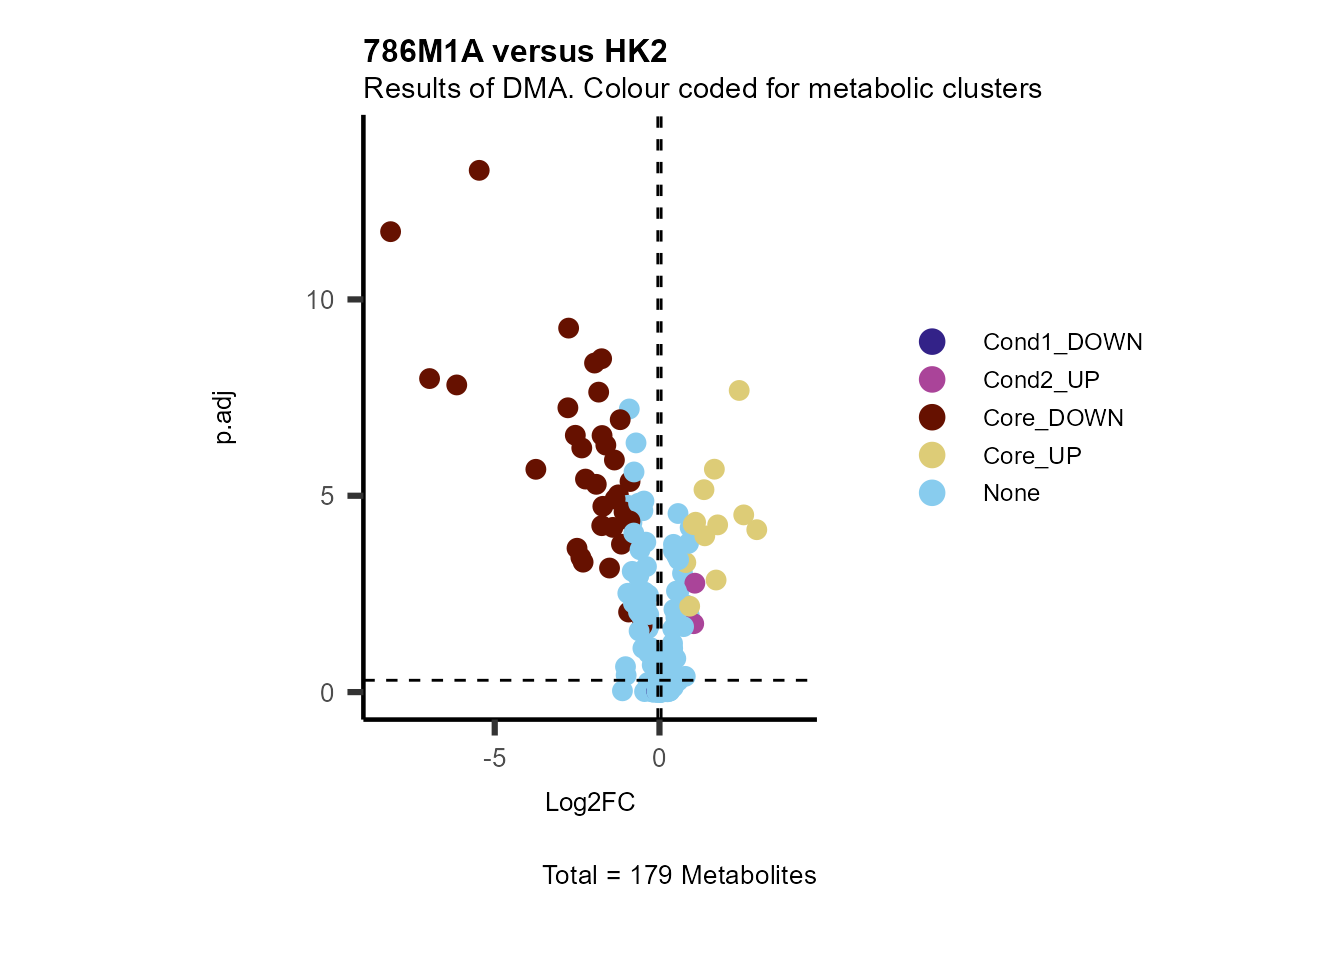 786M1A versus HK2
Results of DMA. Colour coded for metabolic clusters
p.adj
10
5
0
-5
0
Log2FC
Cond1_DOWN
Cond2_UP
Core_DOWN
Core_UP
None
Total = 179 Metabolites